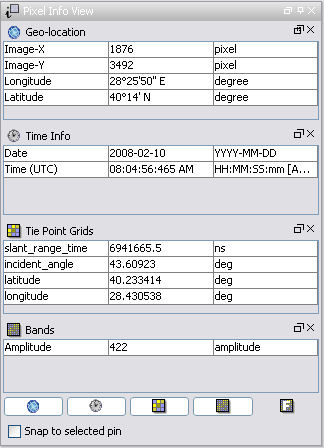 Pixel Info View
Geo-location
Image-X 1876 pixel
Image-Y 3492 pixel
Longitude 28°25'50" E degree
Latitude 40°14' N degree
Time Info
Date 2008-02-10 YYYY-MM-DD
Time (UTC) 08:04:56:465 AM HH:MM:SS:mm [A...
Tie Point Grids
slant_range_time 6941665.5 ns
incident_angle 43.60923 deg
latitude 40.233414 deg
longitude 28.430538 deg
Bands
Amplitude 422 amplitude
Snap to selected pin